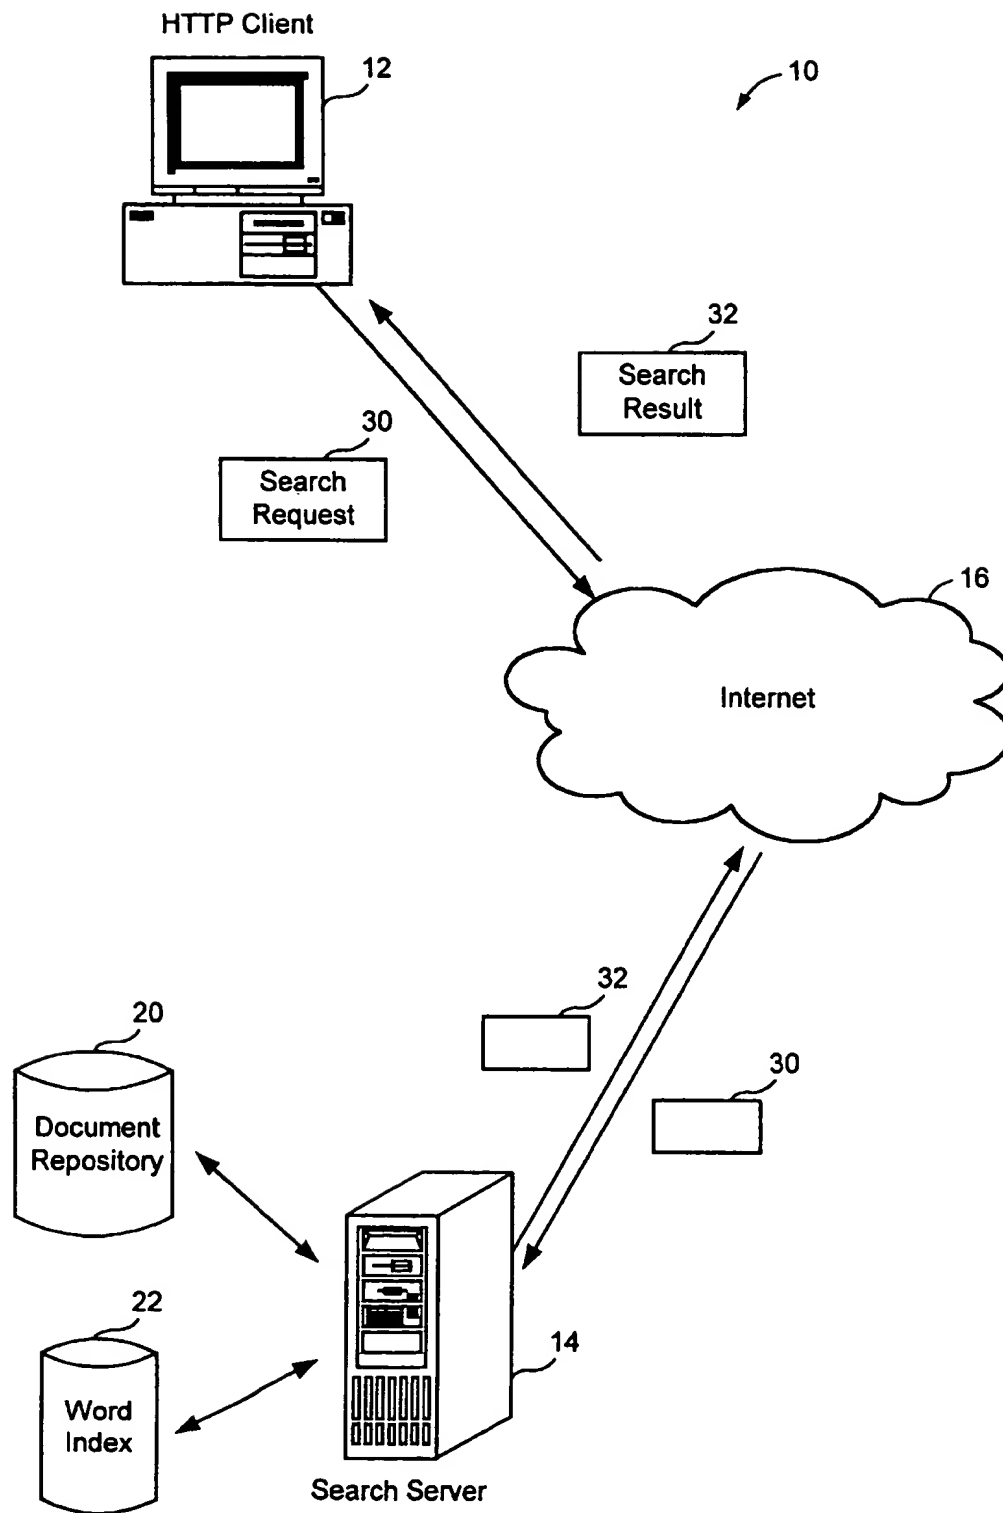 HTTP Client
12
10
32
Search
Result
30
Search
Request
16
Internet
32
20
30
Document
Repository
22
14
Word
Index
Search Server